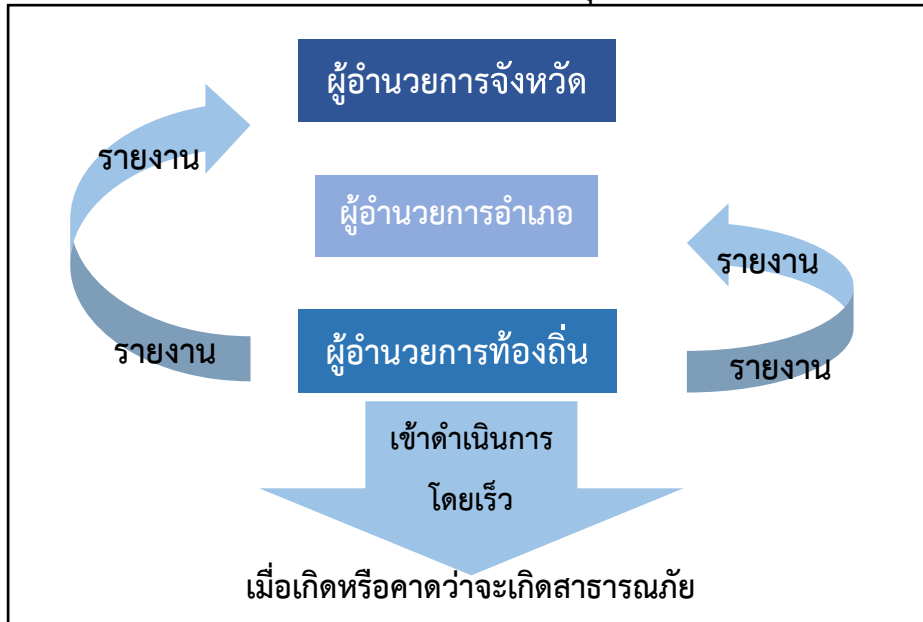 ผู้อำนวยการจังหวัด
รายงาน
ผู้อำนวยการอำเภอ
รายงาน
ผู้อำนวยการท้องถิ่น
รายงาน
รายงาน
เข้าดำเนินการ
โดยเร็ว
เมื่อเกิดหรือคาดว่าจะเกิดสาธารณภัย